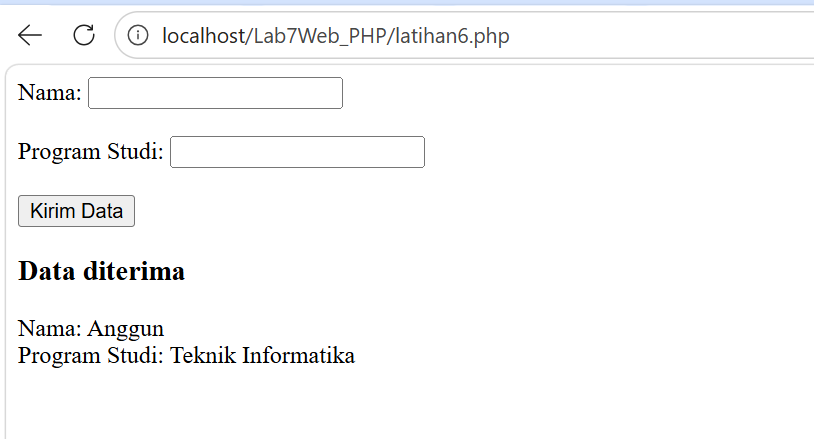 localhost/Lab7Web_PHP/latihan6.php
Nama:
Program Studi:
Kirim Data
Data diterima
Nama: Anggun
Program Studi: Teknik Informatika